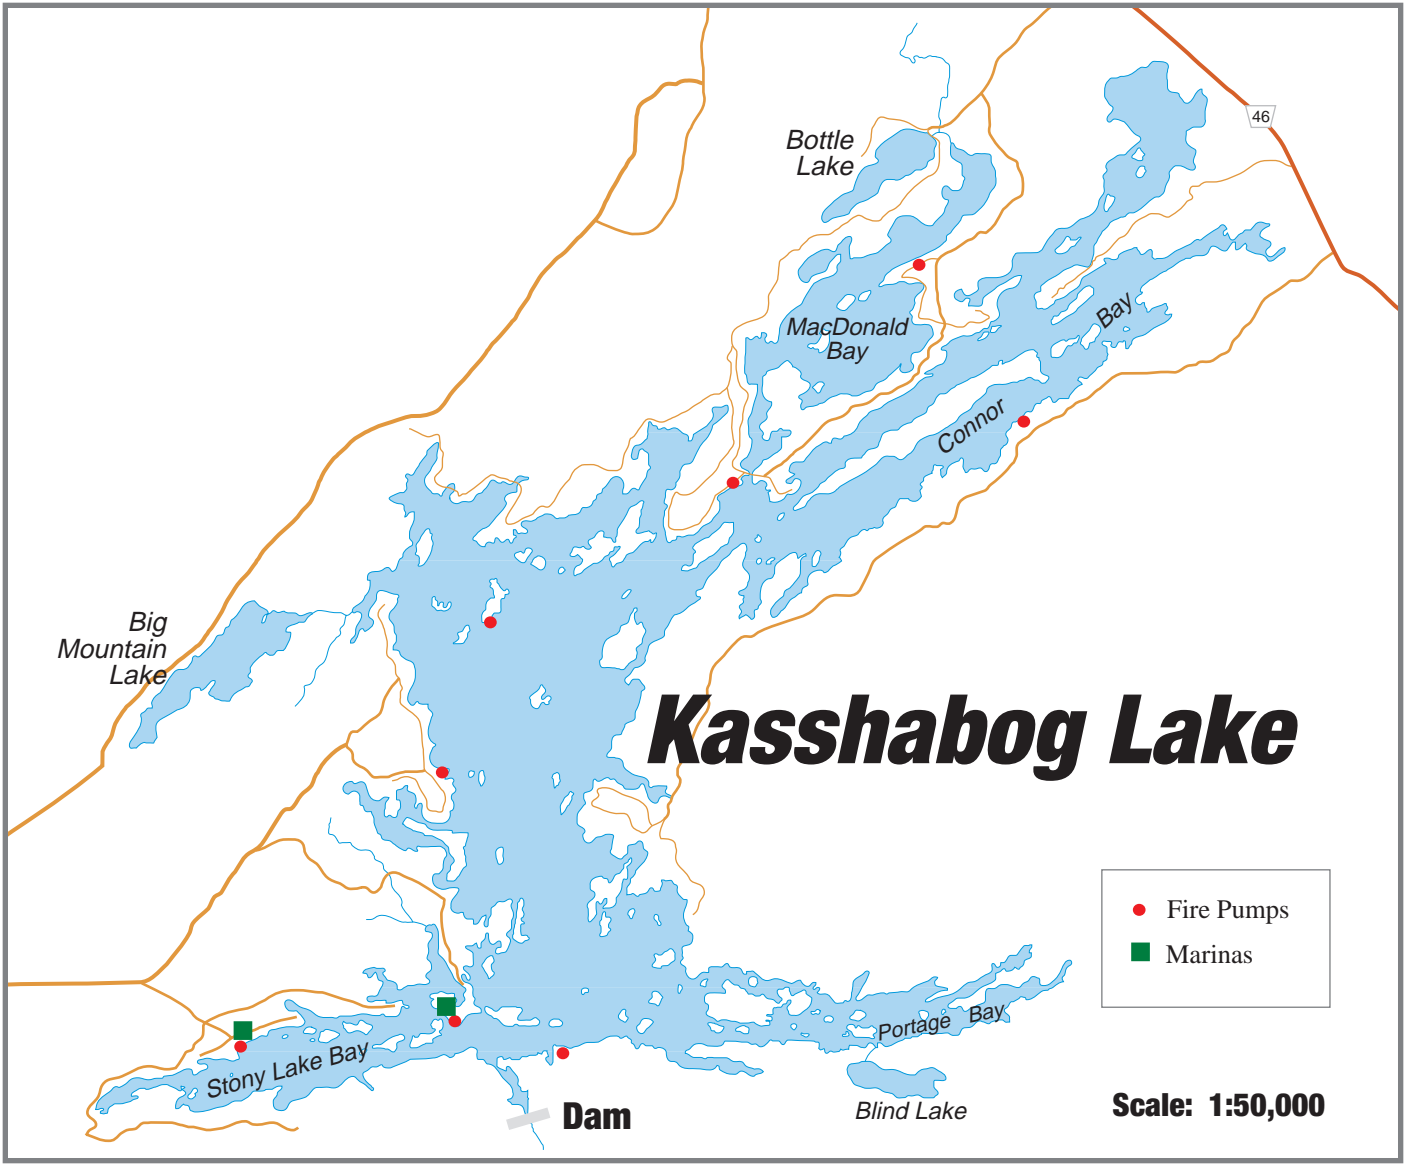 46
Bottle
Lake
MacDonald
Bay
Bay
Connor
Big
Mountain
Lake
Kasshabog Lake
Fire Pumps
Marinas
Portage Bay
Stony Lake Bay
Blind Lake
Dam
Scale: 1:50,000